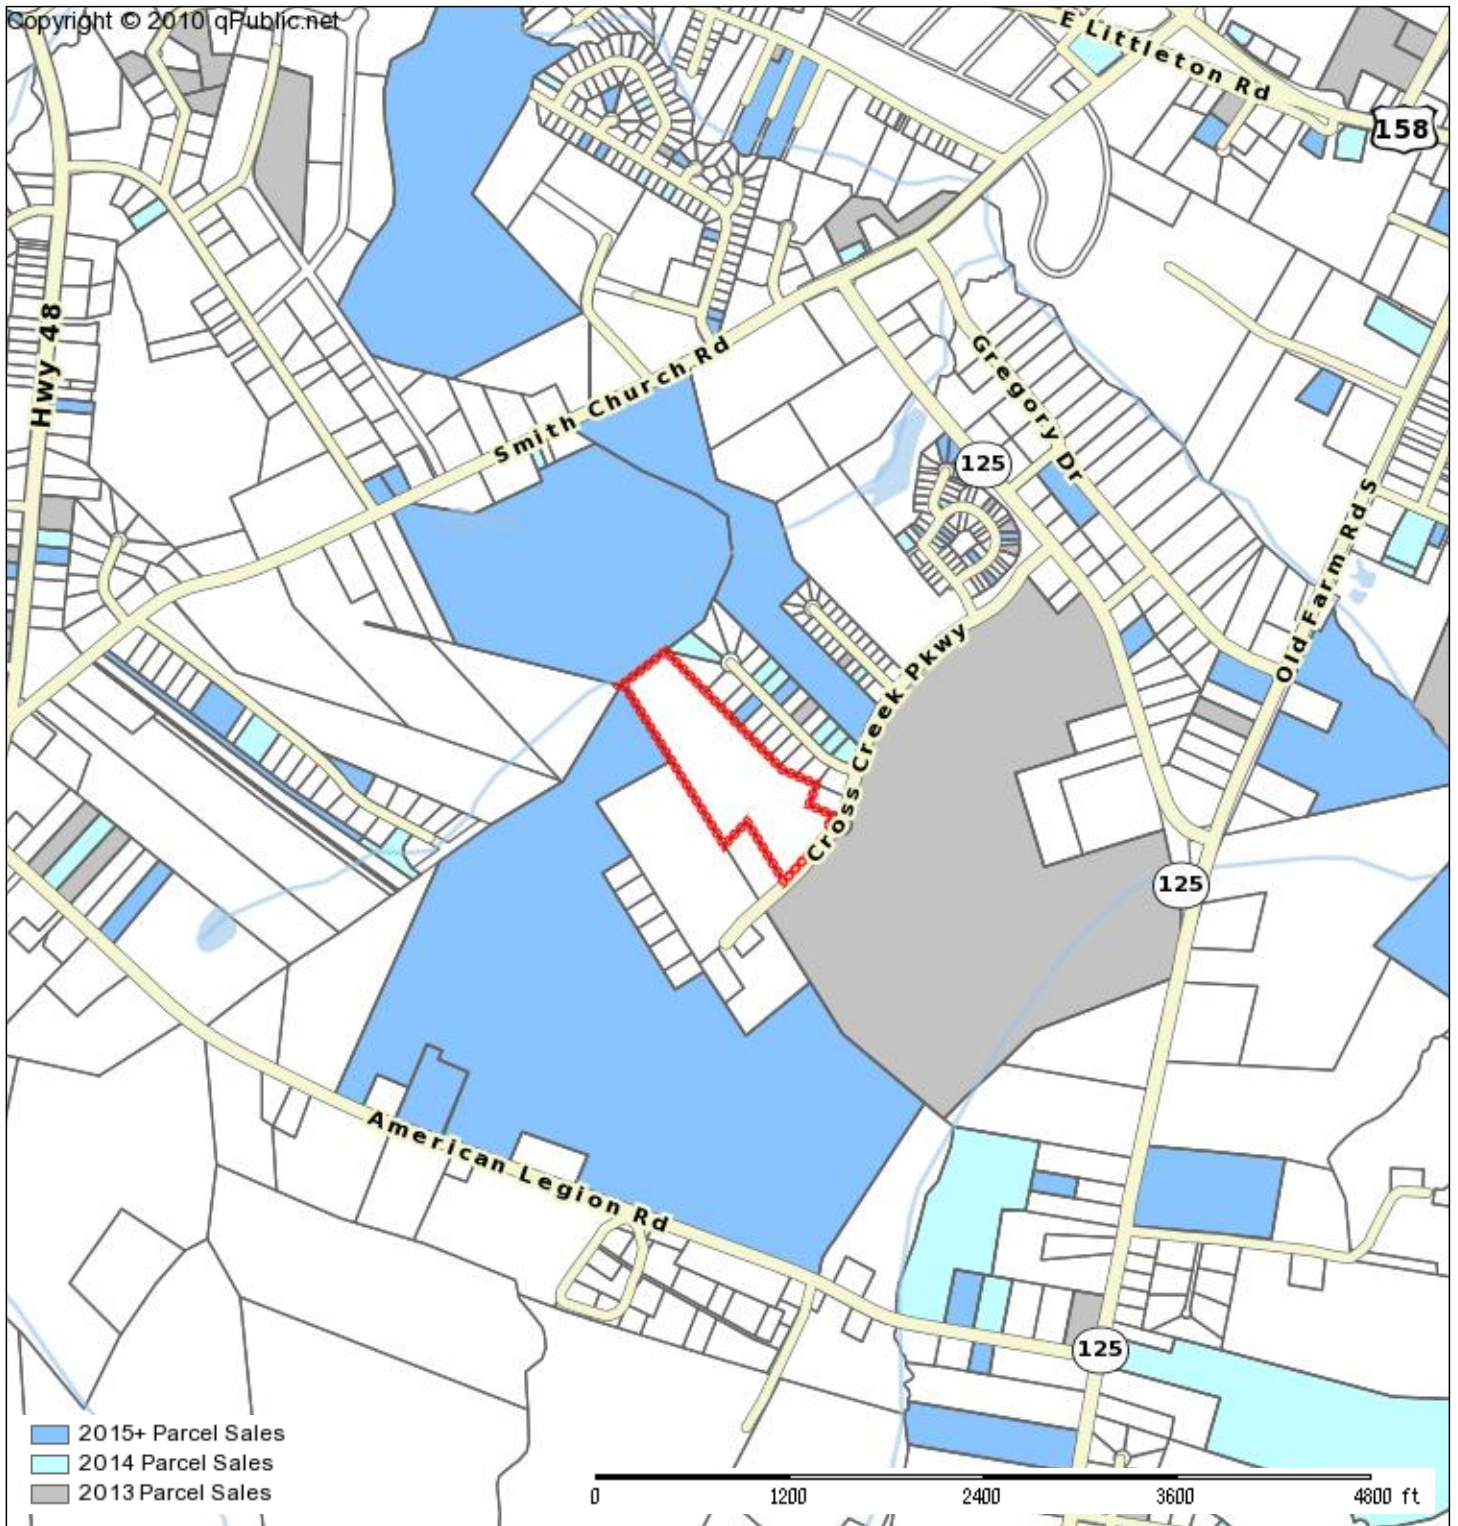 Copyright © 2010 qPublic.net
E Littleton Rd
158
Hwy 48
Smith Church Rd
Gregory Dr
125
Old Farm Rd S
Cross Creek Pkwy
125
American Legion Rd
125
2015+ Parcel Sales
2014 Parcel Sales
2013 Parcel Sales
0 1200 2400 3600 4800 ft